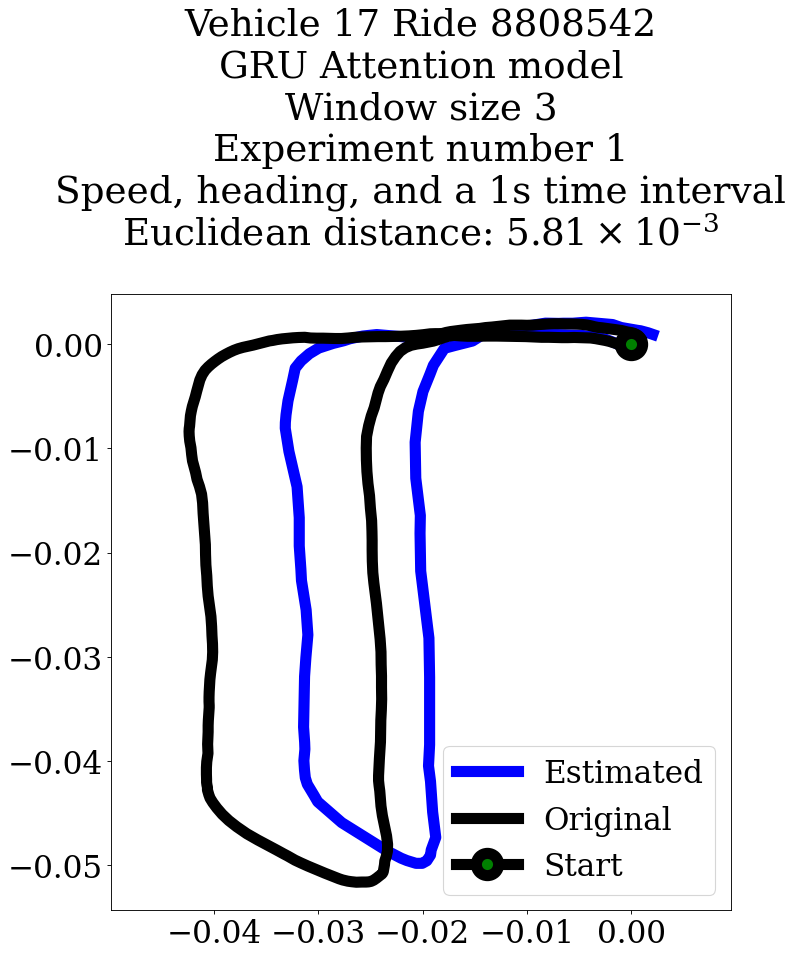 Vehicle 17 Ride 8808542
GRU Attention model
Window size 3
Experiment number 1
Speed, heading, and a 1s time interval
Euclidean distance: 5.81 × 10⁻³
0.00
−0.01
−0.02
−0.03
−0.04
−0.05
Estimated
Original
Start
−0.04 −0.03 −0.02 −0.01 0.00